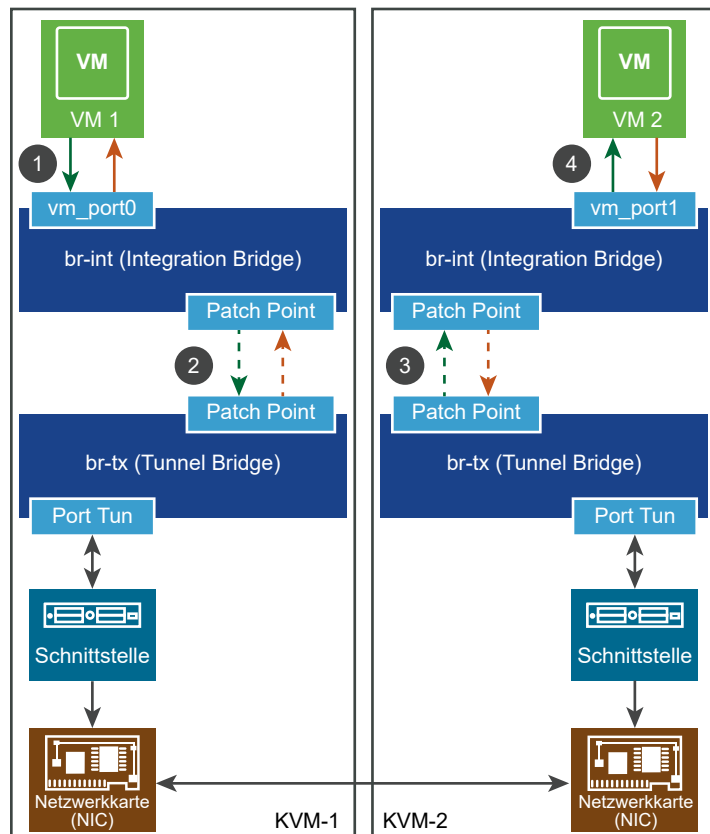 VM
VM 1
1
vm_port0
br-int (Integration Bridge)
Patch Point
2
Patch Point
br-tx (Tunnel Bridge)
Port Tun
Schnittstelle
Netzwerkkarte
(NIC)
KVM-1
VM
VM 2
4
vm_port1
br-int (Integration Bridge)
Patch Point
3
Patch Point
br-tx (Tunnel Bridge)
Port Tun
Schnittstelle
Netzwerkkarte
(NIC)
KVM-2